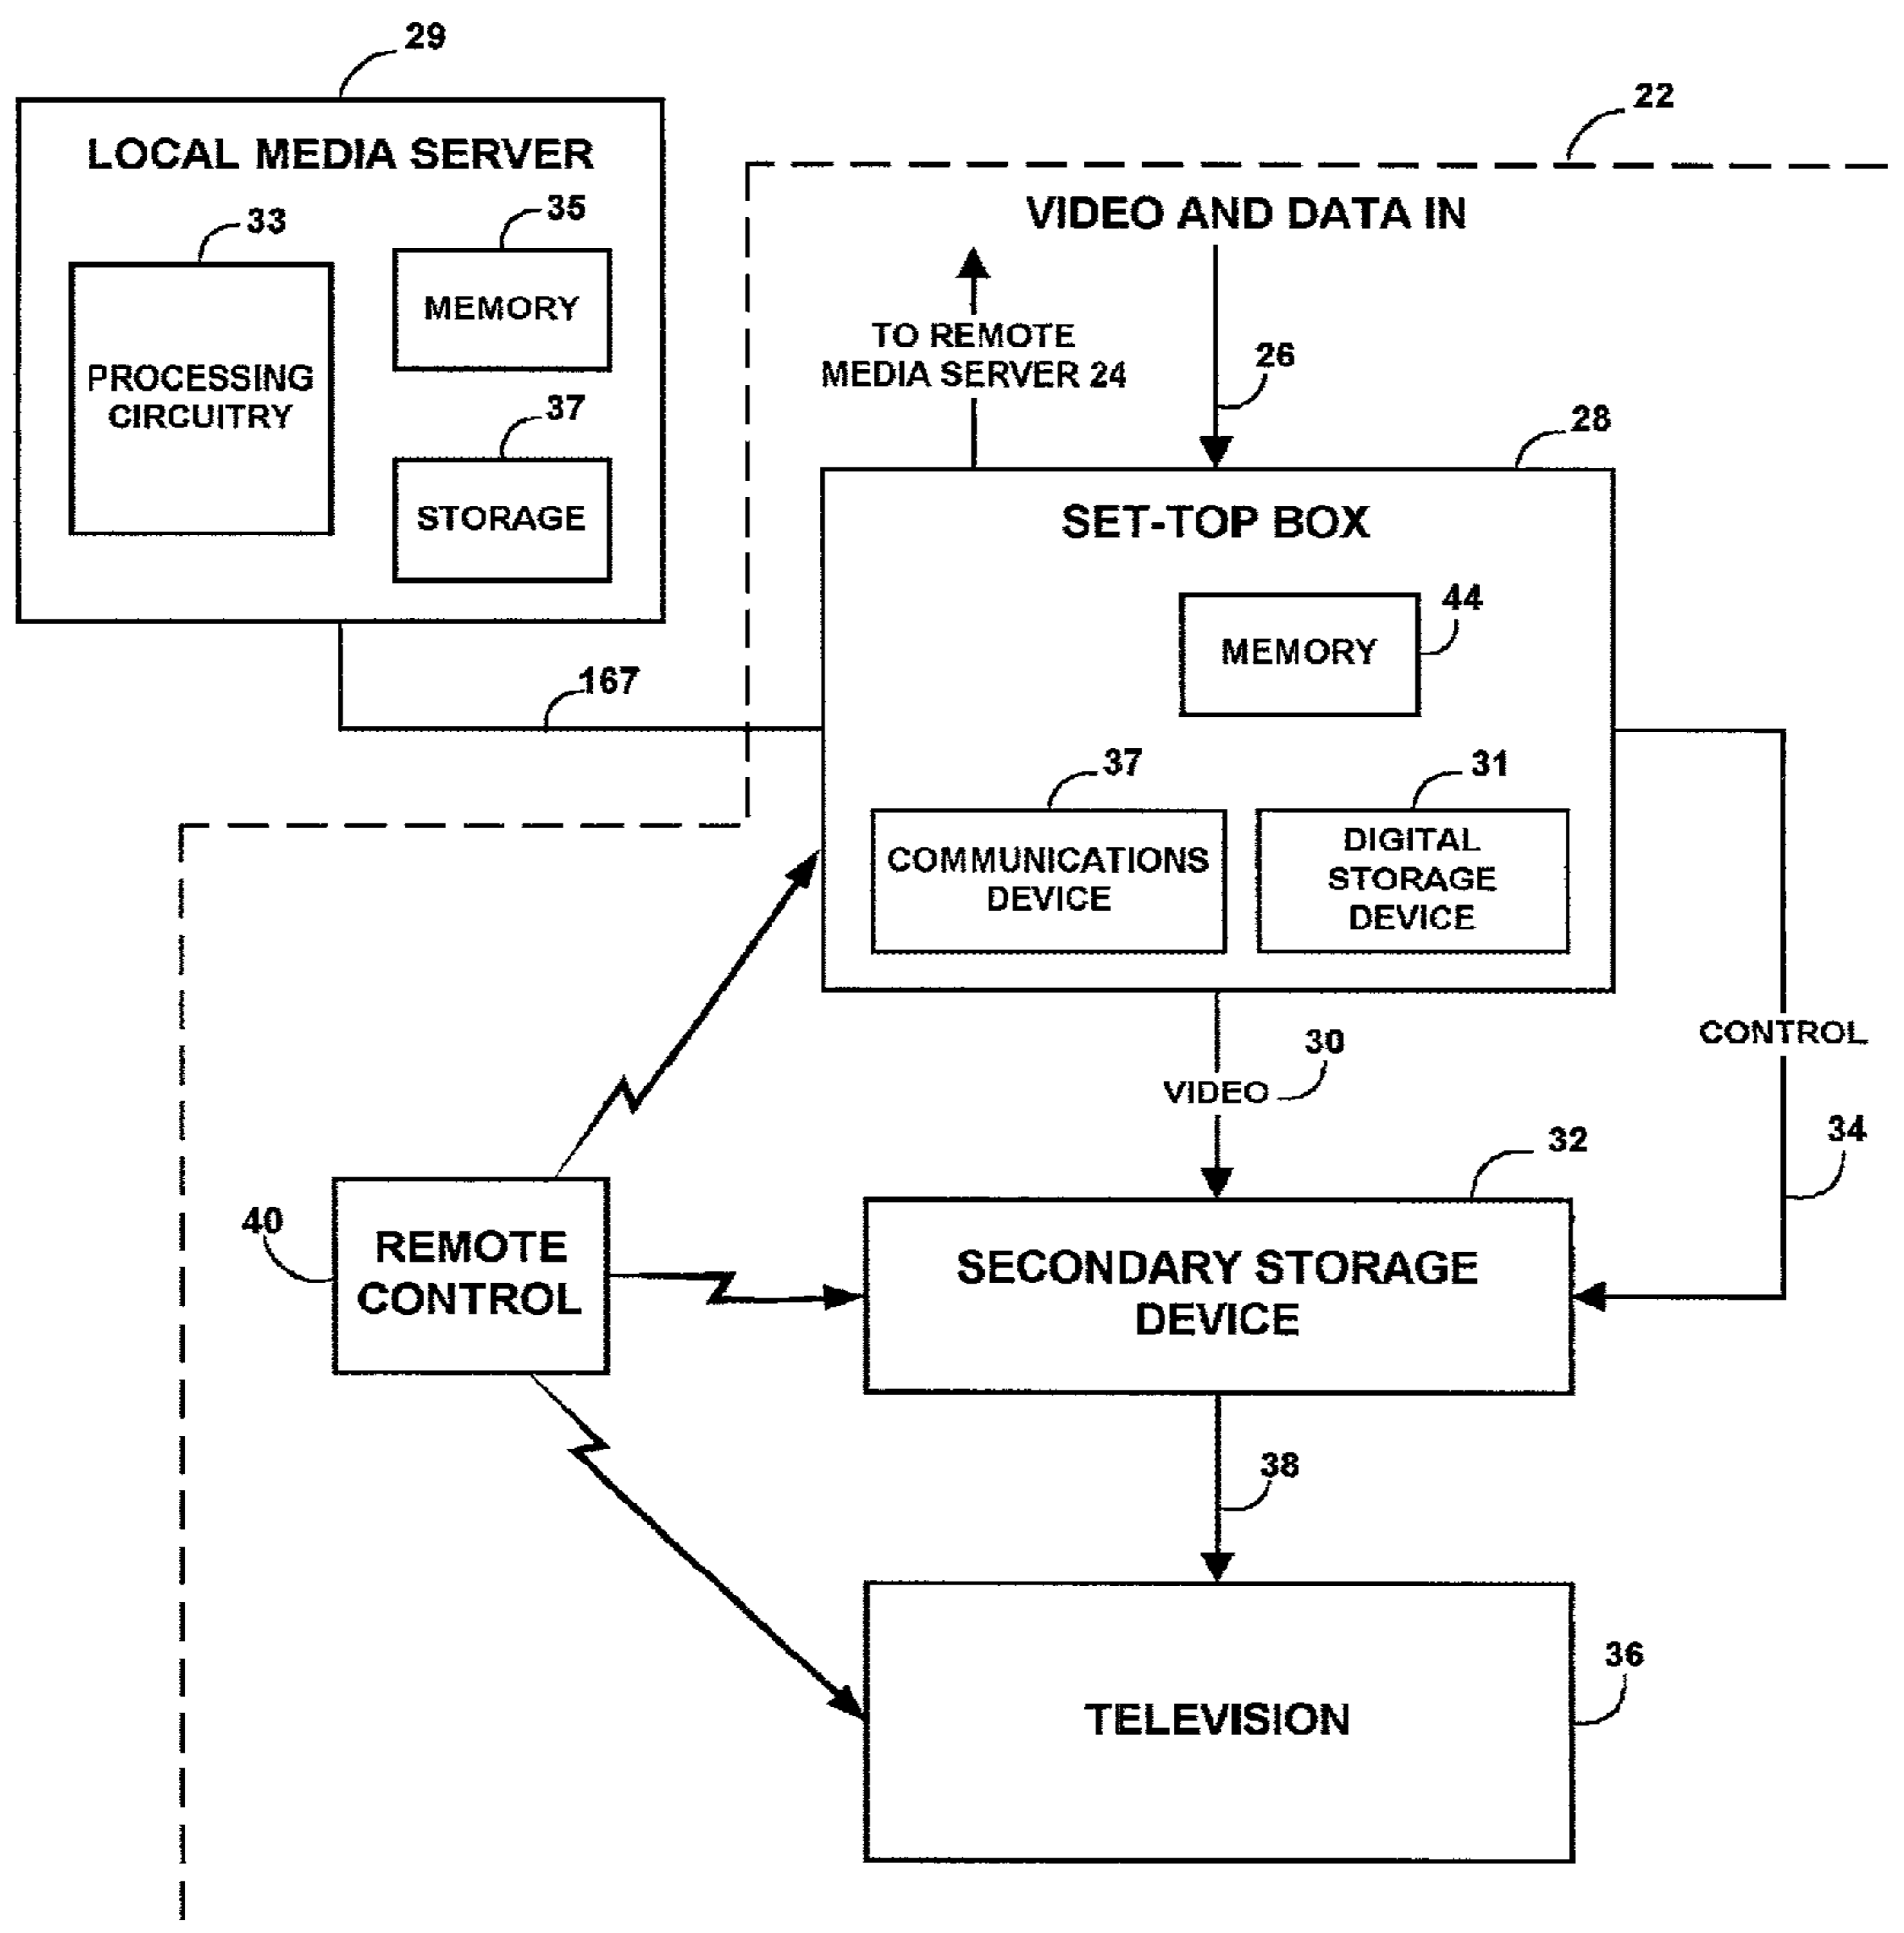 29
22
LOCAL MEDIA SERVER
33
35
PROCESSING
CIRCUITRY
MEMORY
37
STORAGE
VIDEO AND DATA IN
TO REMOTE
MEDIA SERVER 24
26
28
SET-TOP BOX
44
MEMORY
167
37
31
COMMUNICATIONS
DEVICE
DIGITAL
STORAGE
DEVICE
CONTROL
30
VIDEO
34
32
40
REMOTE
CONTROL
SECONDARY STORAGE
DEVICE
38
36
TELEVISION